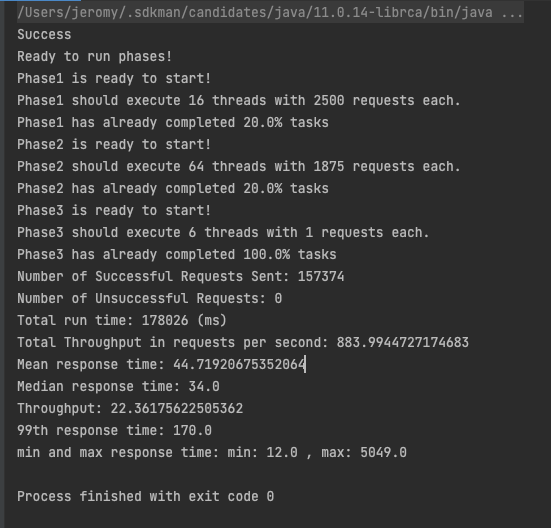 /Users/jeromy/.sdkman/candidates/java/11.0.14-librca/bin/java ...
Success
Ready to run phases!
Phase1 is ready to start!
Phase1 should execute 16 threads with 2500 requests each.
Phase1 has already completed 20.0% tasks
Phase2 is ready to start!
Phase2 should execute 64 threads with 1875 requests each.
Phase2 has already completed 20.0% tasks
Phase3 is ready to start!
Phase3 should execute 6 threads with 1 requests each.
Phase3 has already completed 100.0% tasks
Number of Successful Requests Sent: 157374
Number of Unsuccessful Requests: 0
Total run time: 178026 (ms)
Total Throughput in requests per second: 883.9944727174683
Mean response time: 44.71920675352064
Median response time: 34.0
Throughput: 22.36175622505362
99th response time: 170.0
min and max response time: min: 12.0 , max: 5049.0
Process finished with exit code 0